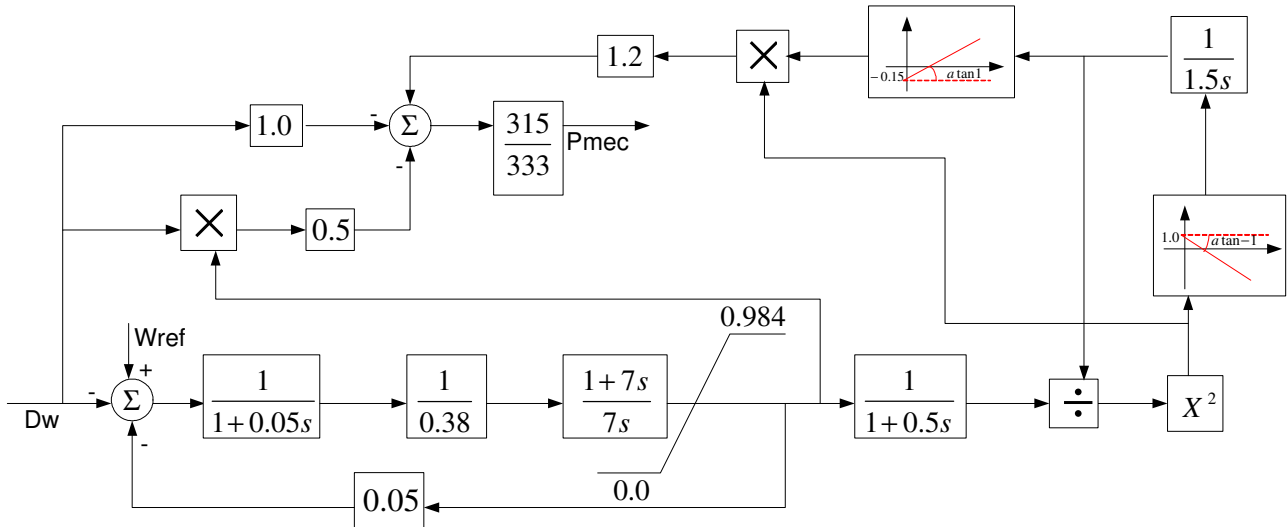 1.2
×
−0.15
a tan1
1
1.5s
1.0
-
Σ
-
315
333
Pmec
×
0.5
1.0
a tan−1
Wref
0.984
+
-
Σ
-
Dw
1
1+0.05s
1
0.38
1+7s
7s
1
1+0.5s
÷
X²
0.0
0.05